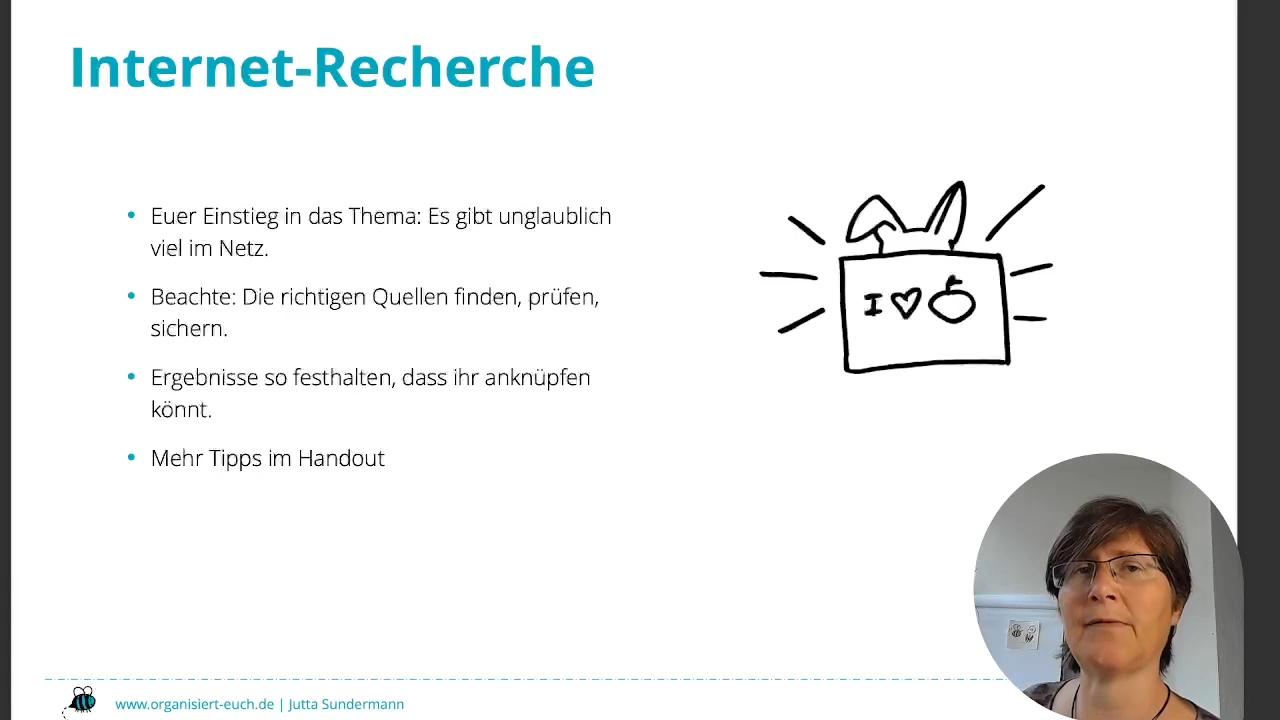 Internet-Recherche
• Euer Einstieg in das Thema: Es gibt unglaublich
viel im Netz.
• Beachte: Die richtigen Quellen finden, prüfen,
sichern.
• Ergebnisse so festhalten, dass ihr anknüpfen
könnt.
• Mehr Tipps im Handout
I
www.organisiert-euch.de | Jutta Sundermann